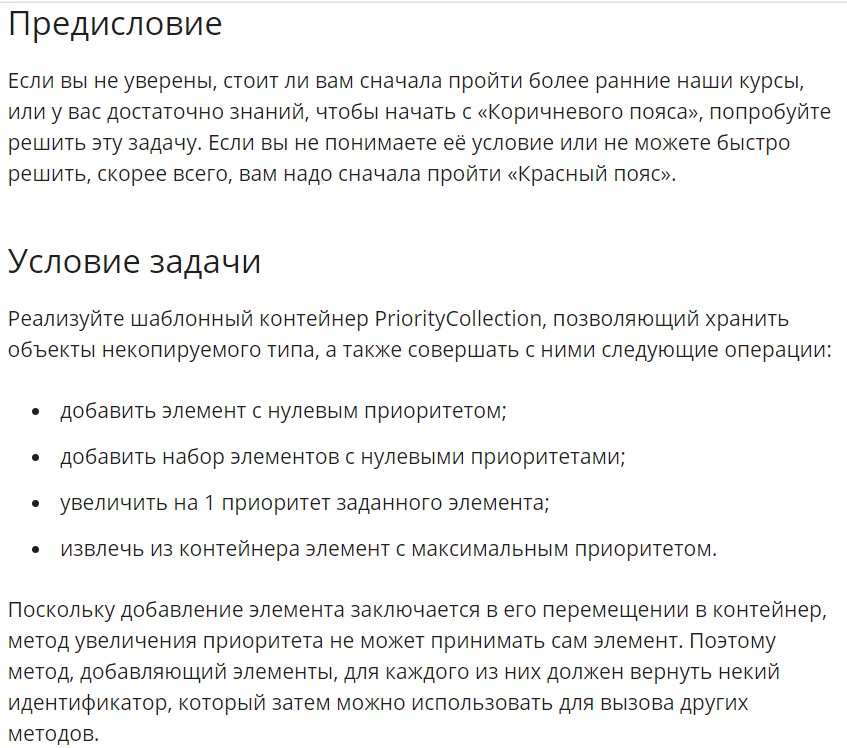 Предисловие
Если вы не уверены, стоит ли вам сначала пройти более ранние наши курсы,
или у вас достаточно знаний, чтобы начать с «Коричневого пояса», попробуйте
решить эту задачу. Если вы не понимаете её условие или не можете быстро
решить, скорее всего, вам надо сначала пройти «Красный пояс».
Условие задачи
Реализуйте шаблонный контейнер PriorityCollection, позволяющий хранить
объекты некопируемого типа, а также совершать с ними следующие операции:
• добавить элемент с нулевым приоритетом;
• добавить набор элементов с нулевыми приоритетами;
• увеличить на 1 приоритет заданного элемента;
• извлечь из контейнера элемент с максимальным приоритетом.
Поскольку добавление элемента заключается в его перемещении в контейнер,
метод увеличения приоритета не может принимать сам элемент. Поэтому
метод, добавляющий элементы, для каждого из них должен вернуть некий
идентификатор, который затем можно использовать для вызова других
методов.